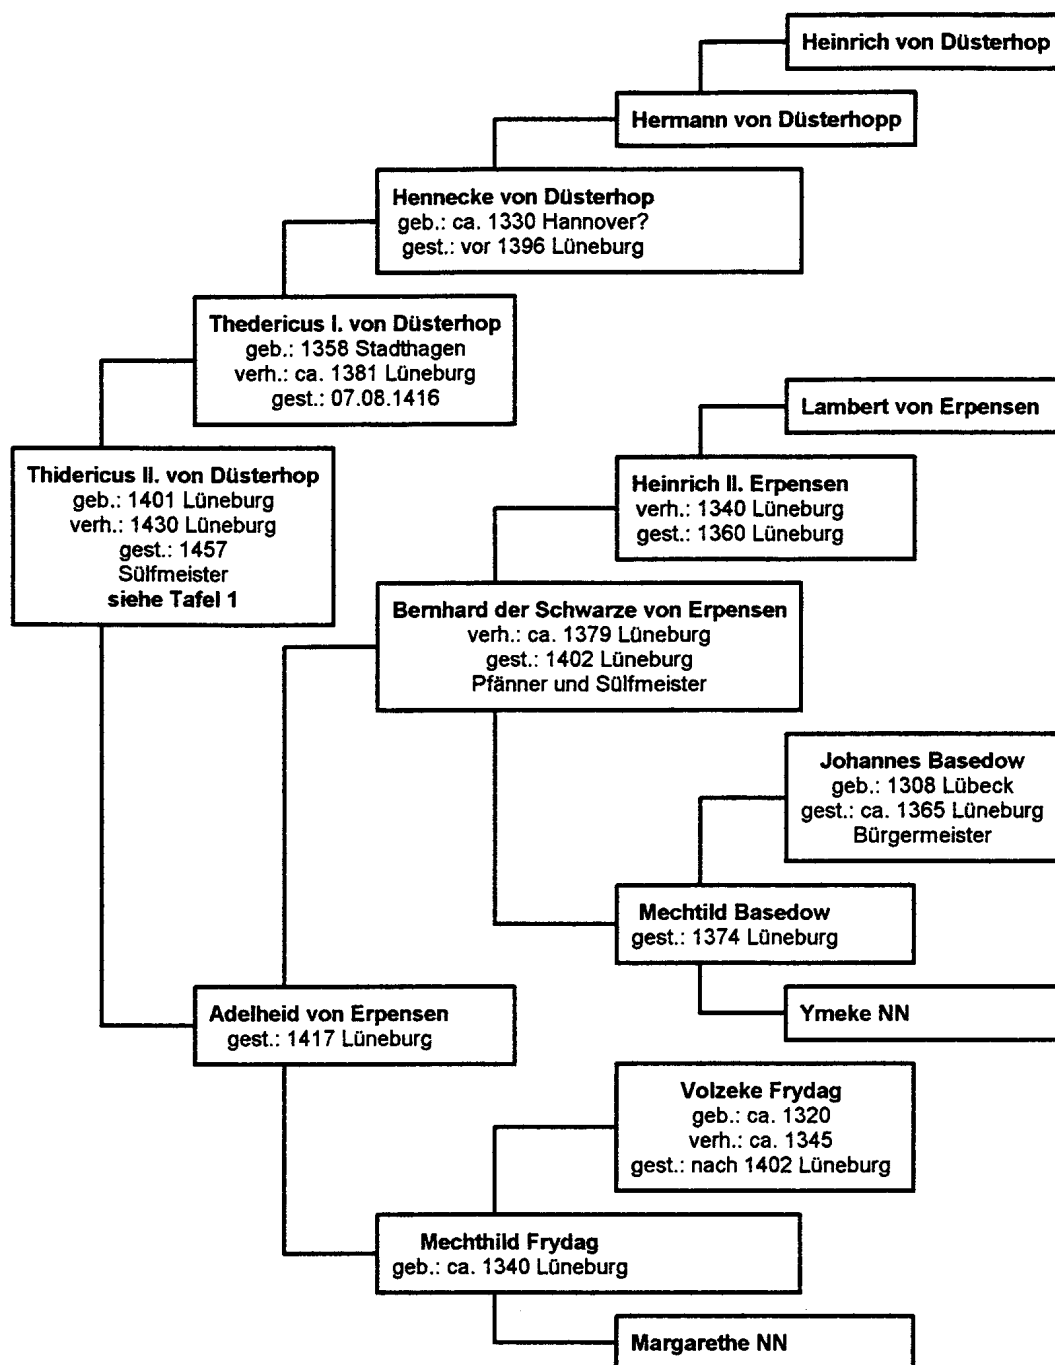 Heinrich von Düsterhop
Hermann von Düsterhopp
Hennecke von Düsterhop
geb.: ca. 1330 Hannover?
gest.: vor 1396 Lüneburg
Thedericus I. von Düsterhop
geb.: 1358 Stadthagen
verh.: ca. 1381 Lüneburg
gest.: 07.08.1416
Lambert von Erpensen
Thidericus II. von Düsterhop
geb.: 1401 Lüneburg
verh.: 1430 Lüneburg
gest.: 1457
Sülfmeister
siehe Tafel 1
Heinrich II. Erpensen
verh.: 1340 Lüneburg
gest.: 1360 Lüneburg
Bernhard der Schwarze von Erpensen
verh.: ca. 1379 Lüneburg
gest.: 1402 Lüneburg
Pfänner und Sülfmeister
Johannes Basedow
geb.: 1308 Lübeck
gest.: ca. 1365 Lüneburg
Bürgermeister
Mechtild Basedow
gest.: 1374 Lüneburg
Ymeke NN
Adelheid von Erpensen
gest.: 1417 Lüneburg
Volzeke Frydag
geb.: ca. 1320
verh.: ca. 1345
gest.: nach 1402 Lüneburg
Mechthild Frydag
geb.: ca. 1340 Lüneburg
Margarethe NN